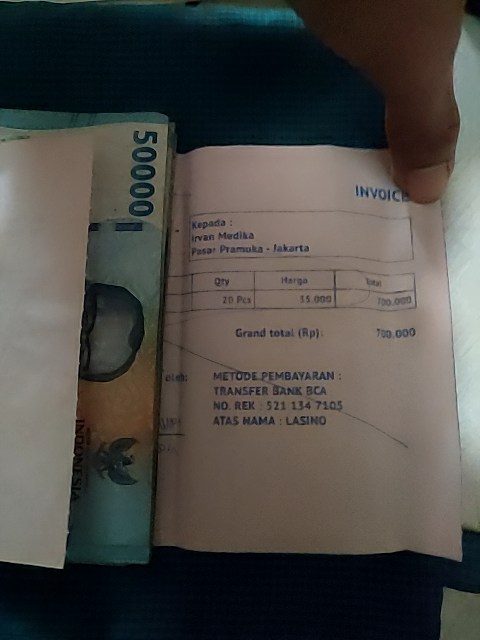 50000
INDONESIA
INVOICE
Kepada :
Irvan Medika
Pasar Pramuka - Jakarta
Qty Harga Total
20 Pcs 35.000 700.000
Grand total (Rp): 700.000
oleh:
METODE PEMBAYARAN :
TRANSFER BANK BCA
NO. REK : 521 134 7105
ATAS NAMA : LASINO